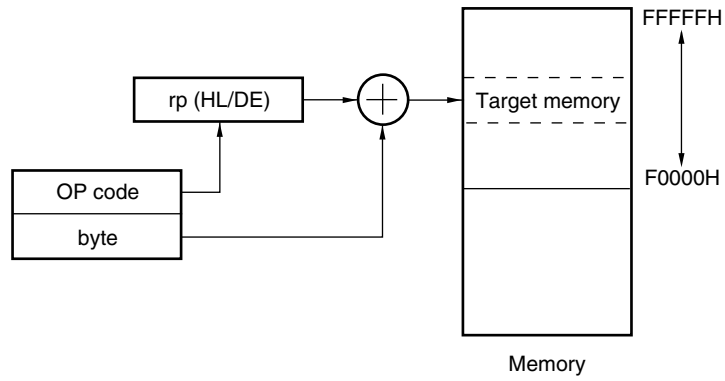 FFFFFH
rp (HL/DE)
Target memory
OP code
F0000H
byte
Memory